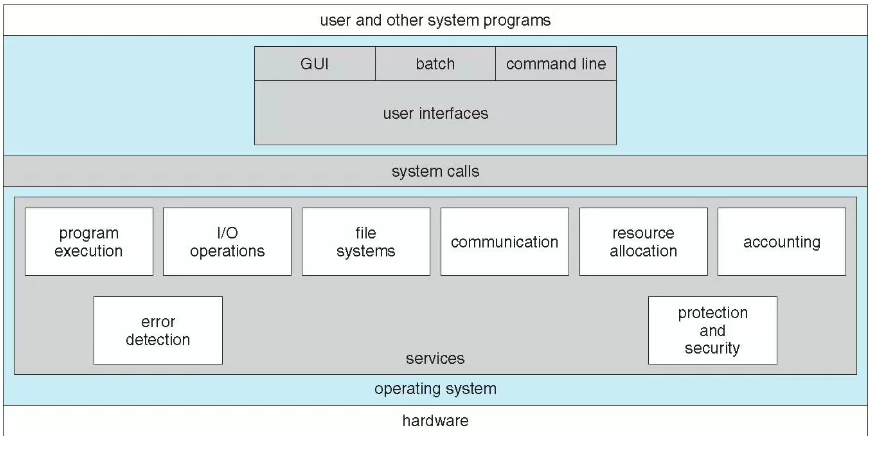 user and other system programs
GUI
batch
command line
user interfaces
system calls
program
execution
I/O
operations
file
systems
communication
resource
allocation
accounting
error
detection
protection
and
security
services
operating system
hardware